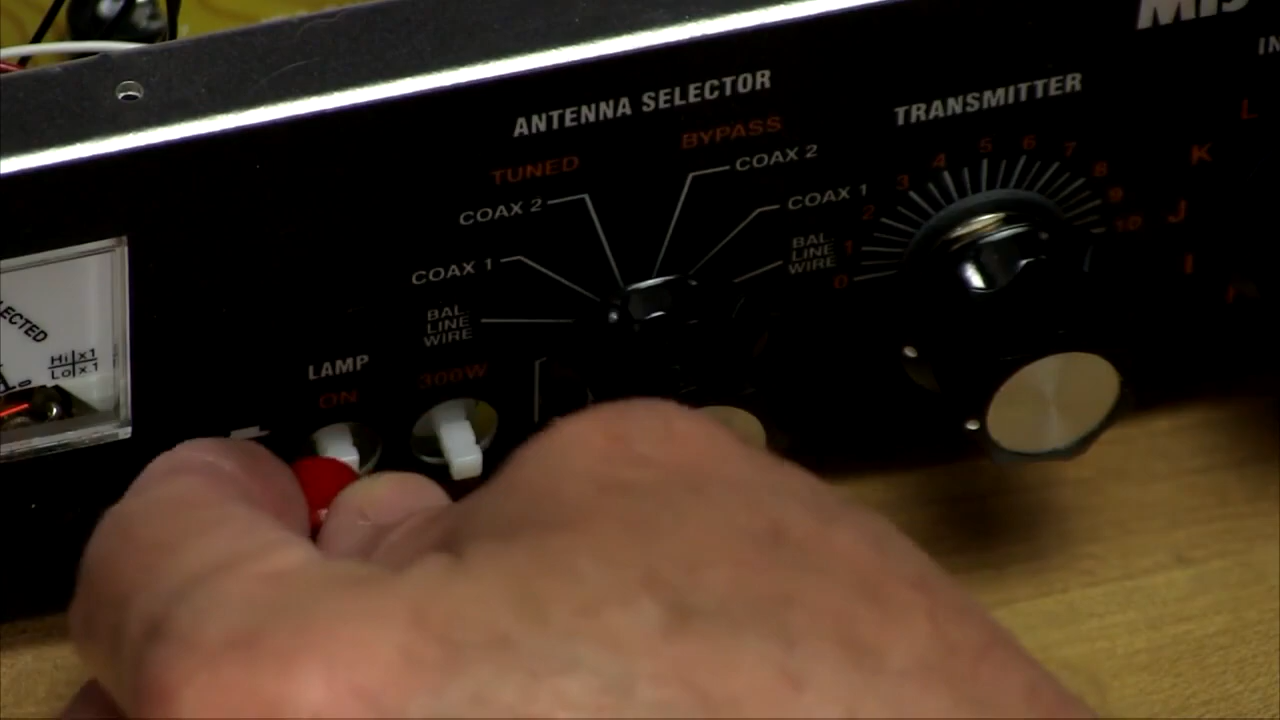 ANTENNA SELECTOR
TUNED
BYPASS
COAX 2
COAX 2
COAX 1
COAX 1
BAL.
LINE
WIRE
BAL.
LINE
WIRE
TRANSMITTER
0 1 2 3 4 5 6 7 8 9 10
L
K
J
I
LAMP
ON
300W
Hi x1
Lo x1